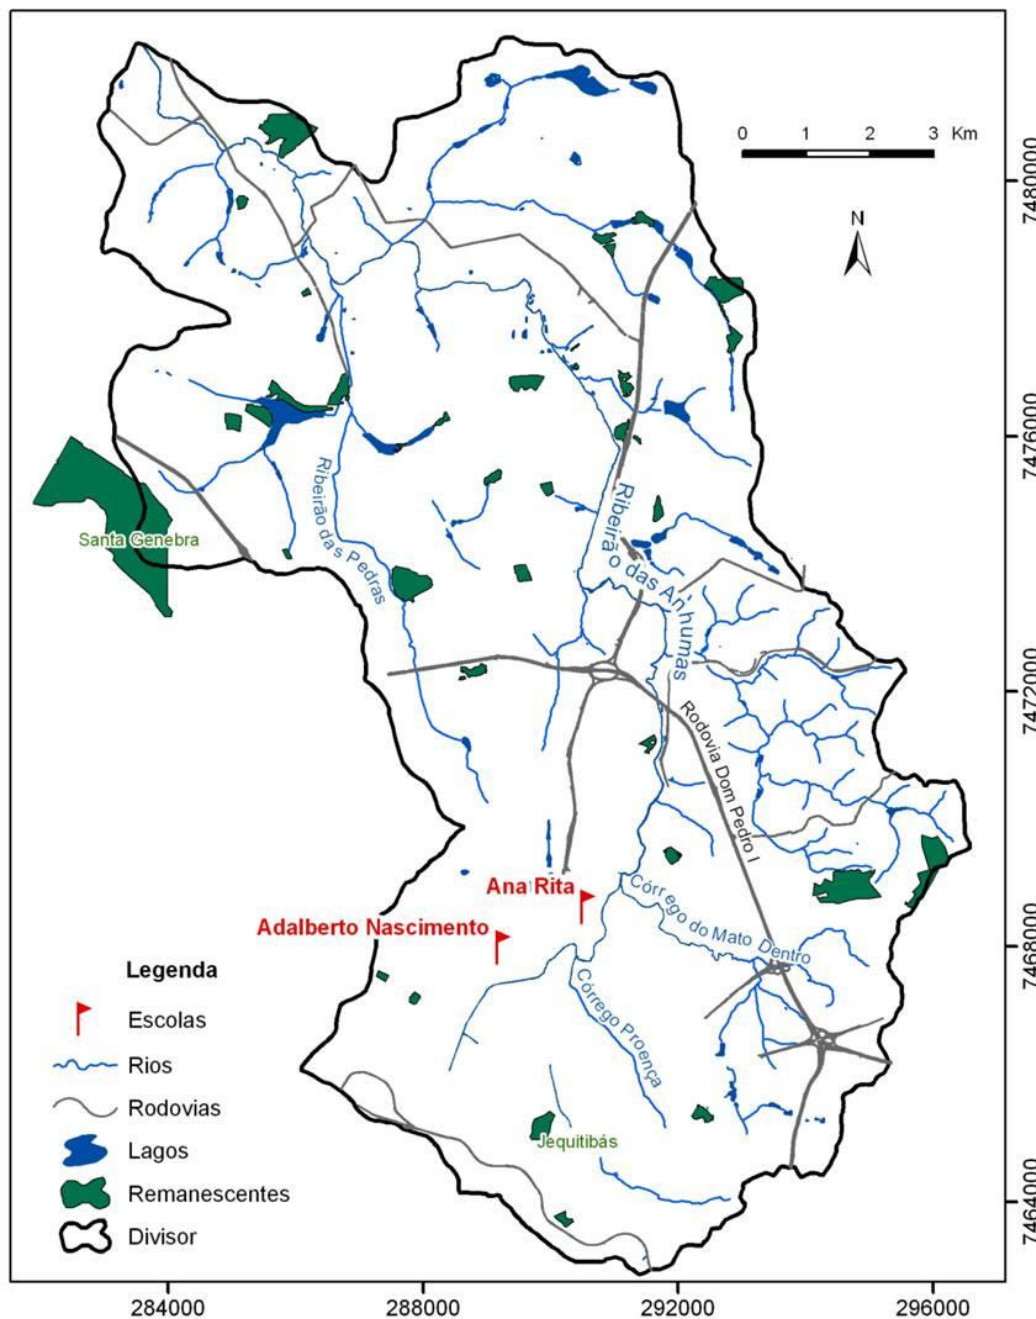 0 1 2 3 Km
N
7480000
7476000
Ribeirão das Pedras
Santa Genebra
Ribeirão das Anhumas
7472000
Rodovia Dom Pedro I
Ana Rita
Córrego do Mato Dentro
Adalberto Nascimento
7468000
Córrego Proença
Legenda
Escolas
Rios
Rodovias
Lagos
Remanescentes
Divisor
Jequitibás
7464000
284000 288000 292000 296000